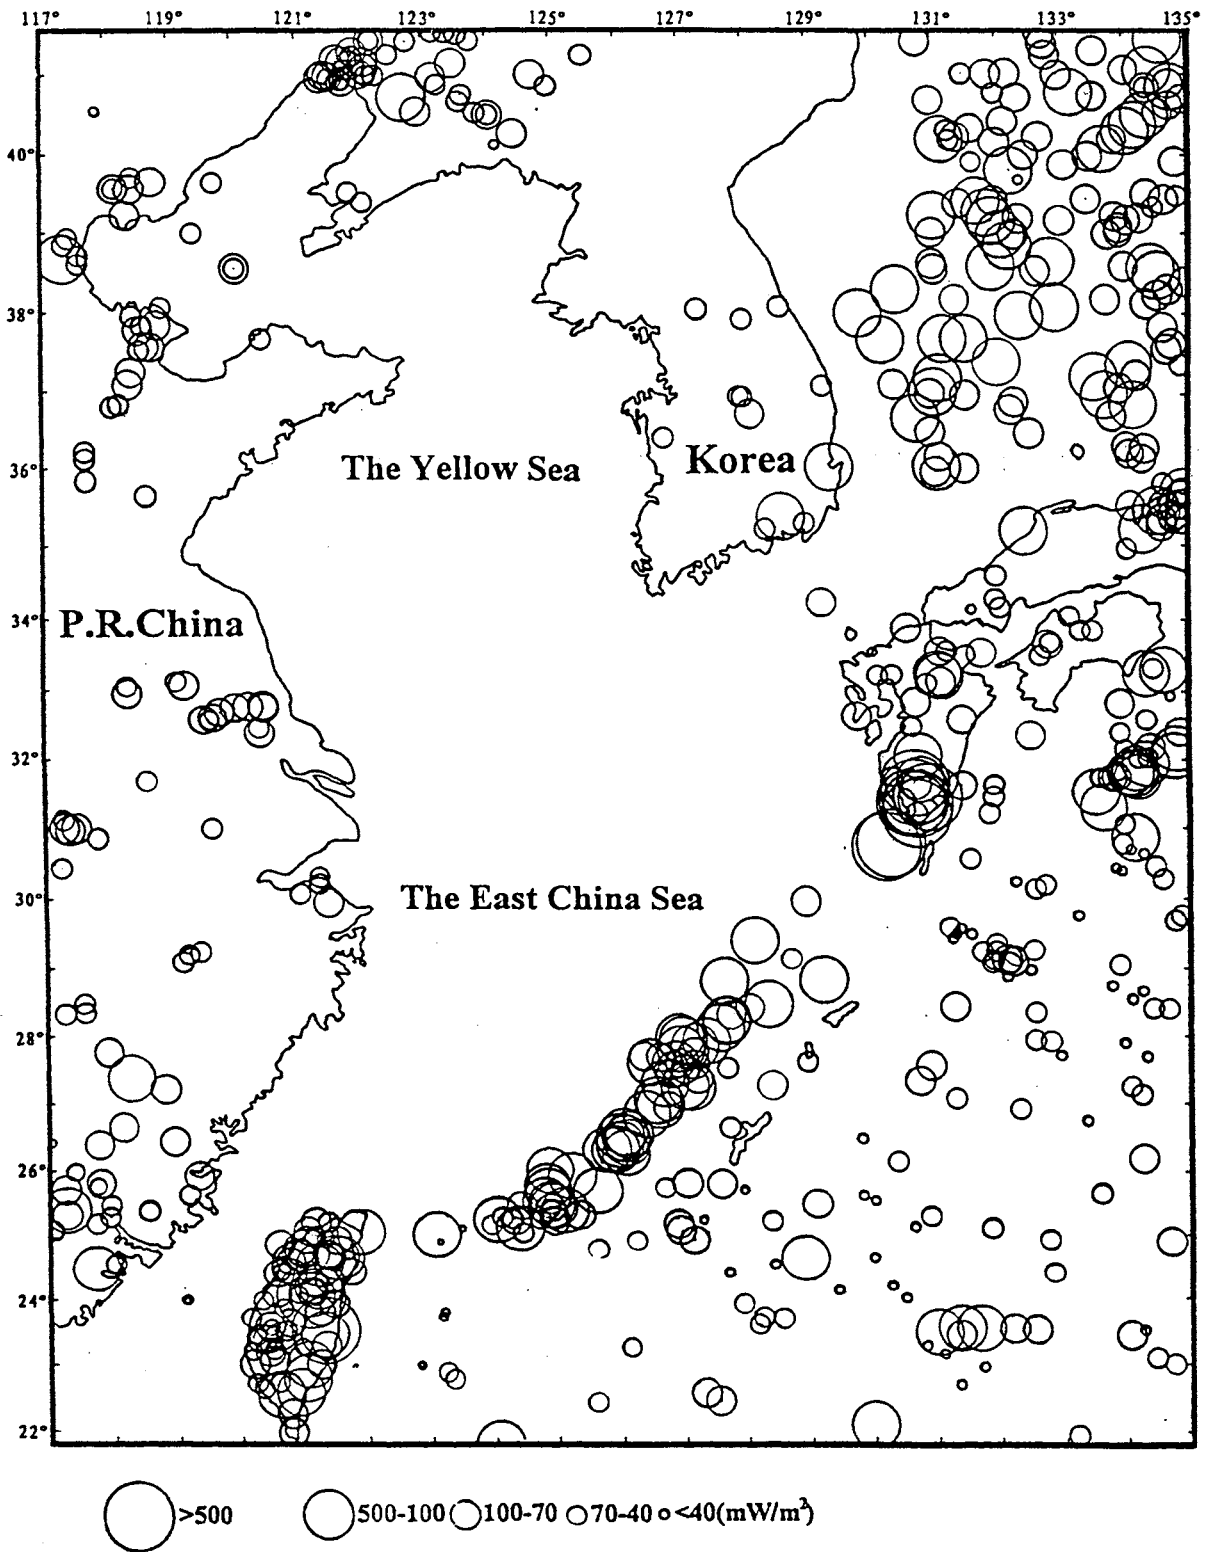 117° 119° 121° 123° 125° 127° 129° 131° 133° 135°
40°
38°
36°
The Yellow Sea
Korea
34°
P.R.China
32°
30°
The East China Sea
28°
26°
24°
22°
>500 500-100 100-70 70-40 <40(mW/m²)